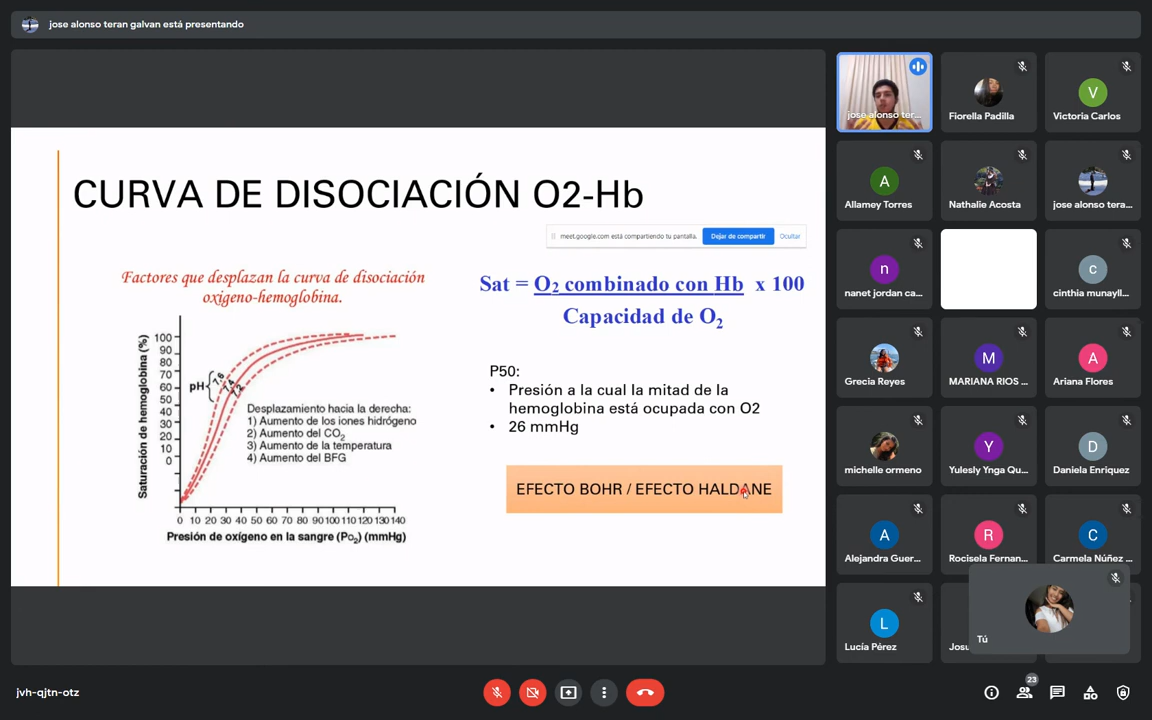 jose alonso teran galvan está presentando
CURVA DE DISOCIACIÓN O2-Hb
meet.google.com está compartiendo tu pantalla.
Dejar de compartir
Ocultar
Factores que desplazan la curva de disociación
oxígeno-hemoglobina.
Saturación de hemoglobina (%)
100
90
80
70
60
50
40
30
20
10
0
pH
7.6
7.4
7.2
Desplazamiento hacia la derecha:
1) Aumento de los iones hidrógeno
2) Aumento del CO2
3) Aumento de la temperatura
4) Aumento del BFG
0 10 20 30 40 50 60 70 80 90 100 110 120 130 140
Presión de oxígeno en la sangre (Po2) (mmHg)
Sat = O2 combinado con Hb x 100
Capacidad de O2
P50:
• Presión a la cual la mitad de la
hemoglobina está ocupada con O2
• 26 mmHg
EFECTO BOHR / EFECTO HALDANE
jose alonso ter...
Fiorella Padilla
V
Victoria Carlos
A
Allamey Torres
Nathalie Acosta
jose alonso tera...
n
nanet jordan ca...
c
cinthia munayll...
Grecia Reyes
M
MARIANA RIOS ...
A
Ariana Flores
michelle ormeno
Y
Yulesly Ynga Qu...
D
Daniela Enriquez
A
Alejandra Guer...
R
Rocisela Fernan...
C
Carmela Núñez ...
L
Lucía Pérez
Josu
Tú
jvh-qjtn-otz
23